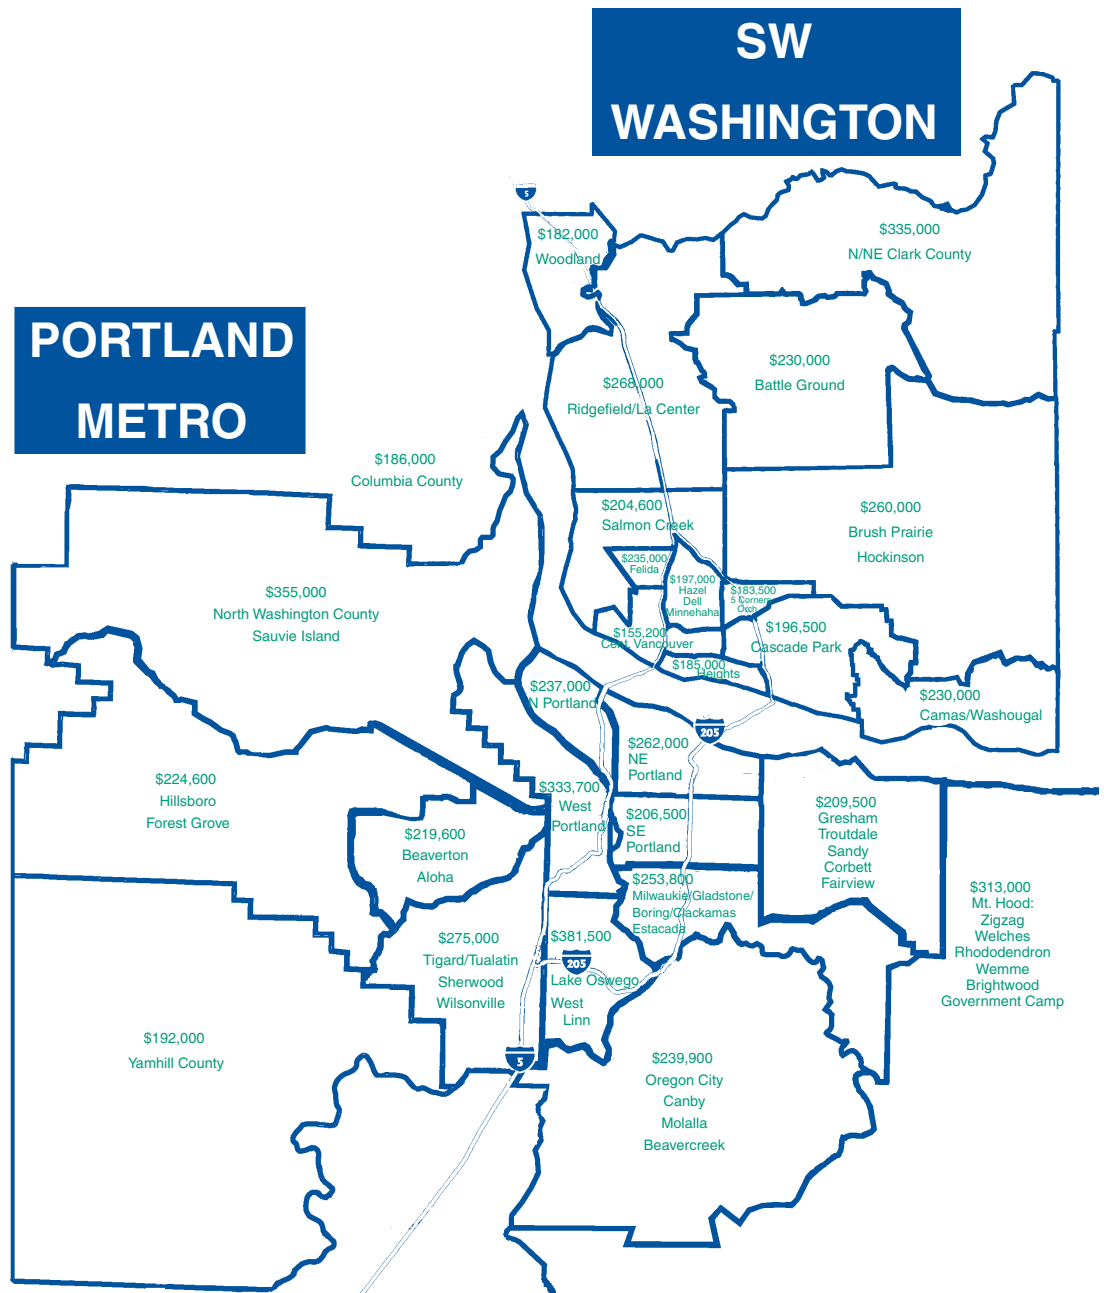 SW
WASHINGTON
5
$182,000
Woodland
$335,000
N/NE Clark County
PORTLAND
METRO
$230,000
Battle Ground
$268,000
Ridgefield/La Center
$186,000
Columbia County
$204,600
Salmon Creek
$260,000
Brush Prairie
Hockinson
$235,000
Felida
$197,000
Hazel
Dell
Minnehaha
$183,500
5 Corners
Orch
$355,000
North Washington County
Sauvie Island
$155,200
Cent. Vancouver
$196,500
Cascade Park
$185,000
Heights
$237,000
N Portland
$230,000
Camas/Washougal
205
$262,000
NE
Portland
$224,600
Hillsboro
Forest Grove
$333,700
West
Portland
$206,500
SE
Portland
$209,500
Gresham
Troutdale
Sandy
Corbett
Fairview
$219,600
Beaverton
Aloha
$253,800
Milwaukie/Gladstone/
Boring/Clackamas
Estacada
$313,000
Mt. Hood:
Zigzag
Welches
Rhododendron
Wemme
Brightwood
Government Camp
$275,000
Tigard/Tualatin
Sherwood
Wilsonville
$381,500
205
Lake Oswego
West
Linn
$192,000
Yamhill County
5
$239,900
Oregon City
Canby
Molalla
Beavercreek